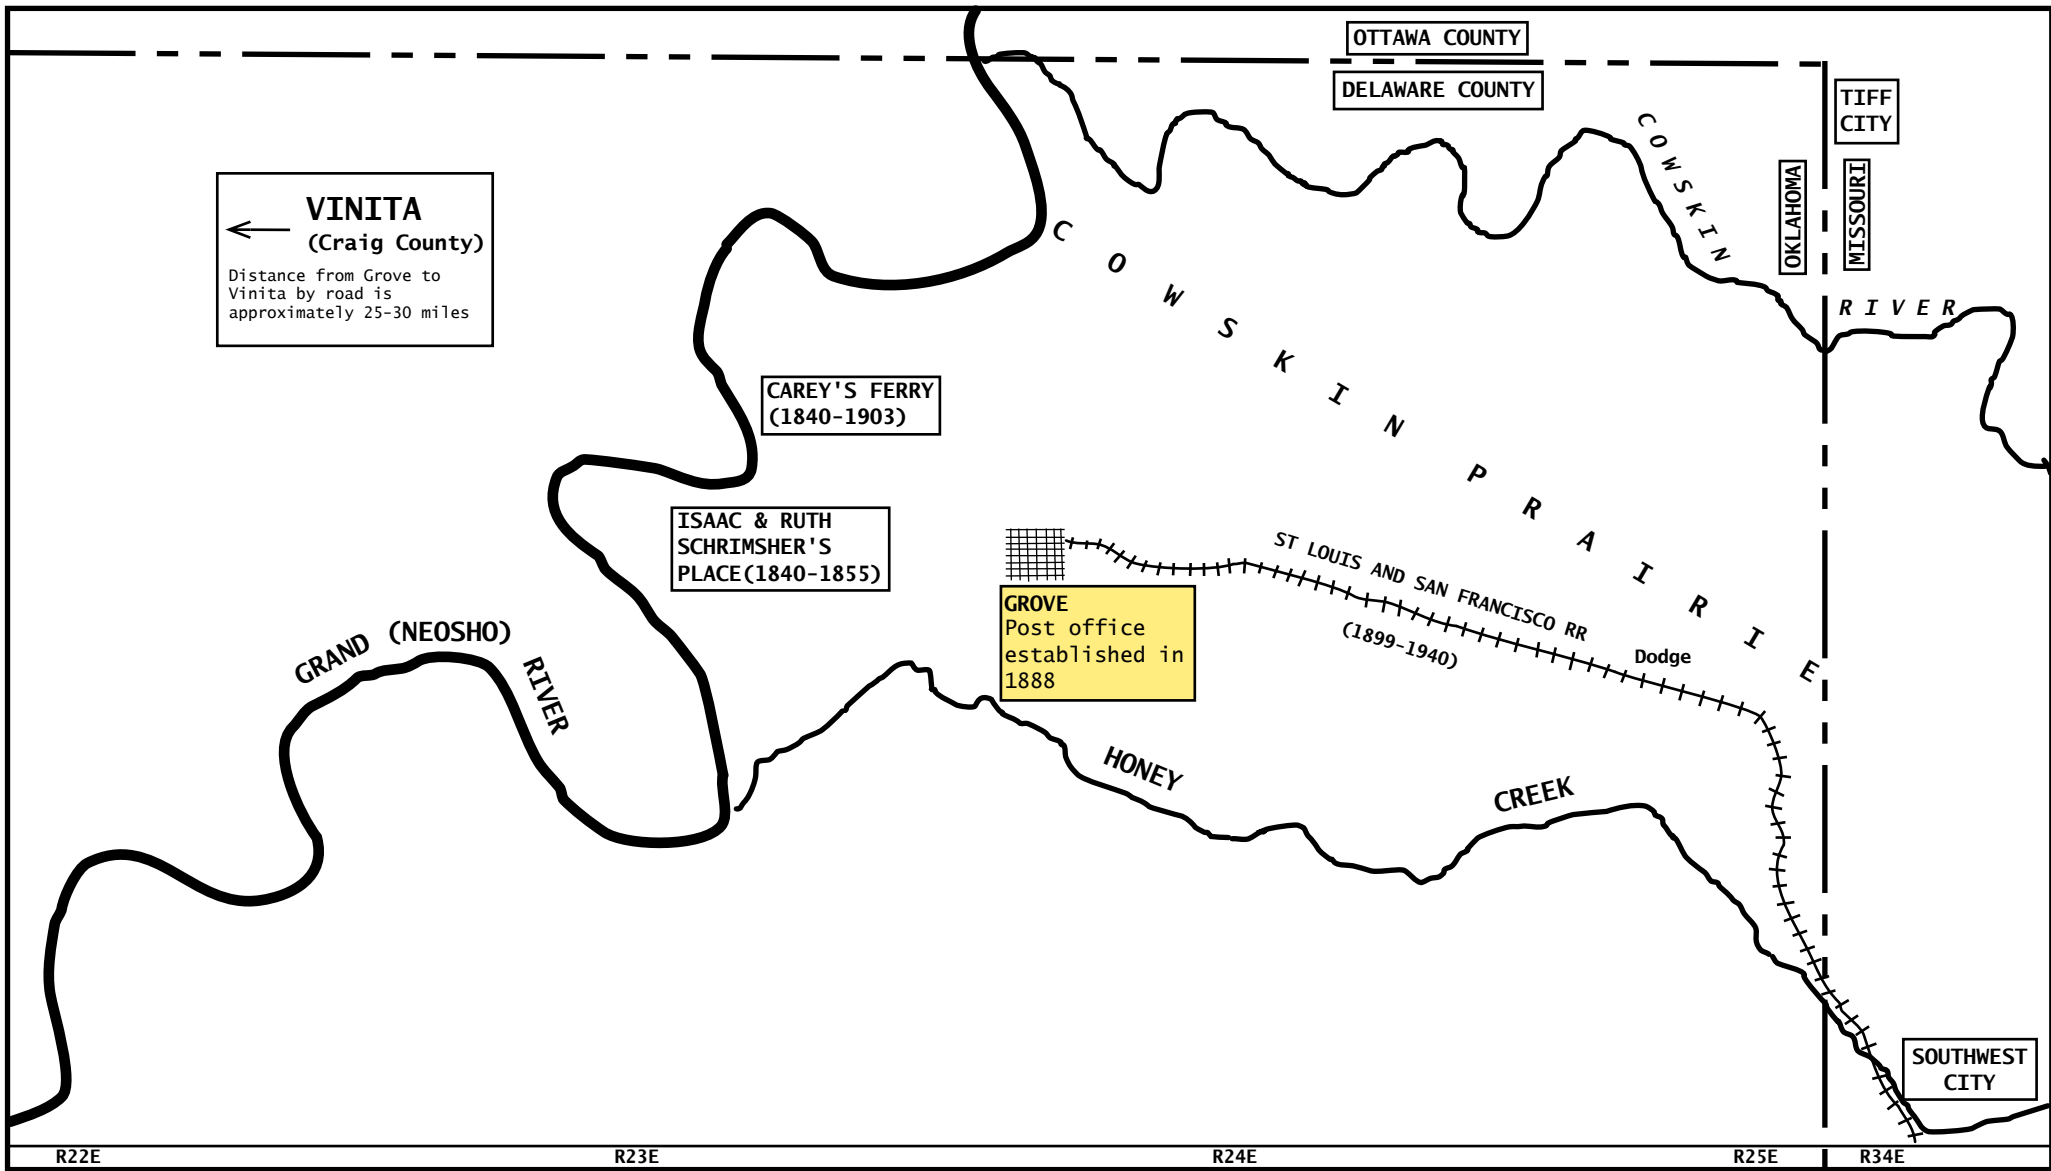 OTTAWA COUNTY
DELAWARE COUNTY
TIFF
CITY
COWSKIN
RIVER
OKLAHOMA
MISSOURI
VINITA
(Craig County)
Distance from Grove to
Vinita by road is
approximately 25-30 miles
COWSKIN PRAIRIE
CAREY'S FERRY
(1840-1903)
ISAAC & RUTH
SCHRIMSHER'S
PLACE(1840-1855)
ST LOUIS AND SAN FRANCISCO RR
(1899-1940)
Dodge
GROVE
Post office
established in
1888
GRAND (NEOSHO)
RIVER
HONEY
CREEK
SOUTHWEST
CITY
R22E R23E R24E R25E R34E